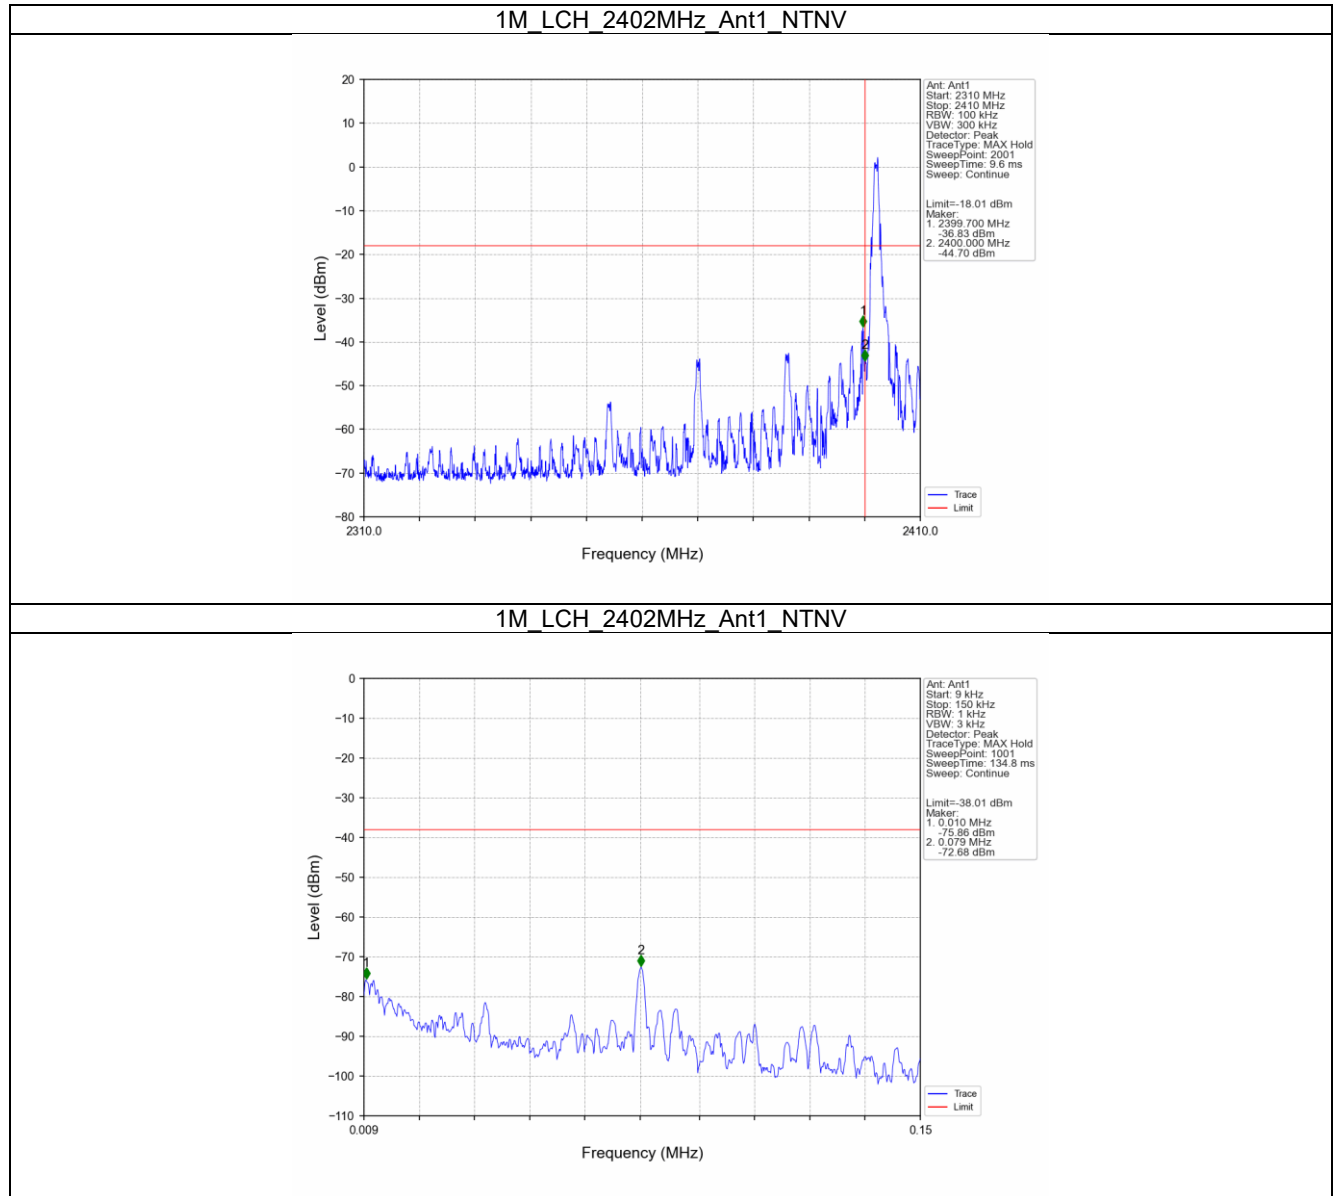 1M_LCH_2402MHz_Ant1_NTNV
20
10
0
−10
−20
−30
−40
−50
−60
−70
−80
Level (dBm)
2310.0
2410.0
Frequency (MHz)
1
2
Ant: Ant1
Start: 2310 MHz
Stop: 2410 MHz
RBW: 100 kHz
VBW: 300 kHz
Detector: Peak
TraceType: MAX Hold
SweepPoint: 2001
SweepTime: 9.6 ms
Sweep: Continue
Limit=-18.01 dBm
Maker:
1. 2399.700 MHz
-36.83 dBm
2. 2400.000 MHz
-44.70 dBm
Trace
Limit
1M_LCH_2402MHz_Ant1_NTNV
0
−10
−20
−30
−40
−50
−60
−70
−80
−90
−100
−110
Level (dBm)
0.009
0.15
Frequency (MHz)
1
2
Ant: Ant1
Start: 9 kHz
Stop: 150 kHz
RBW: 1 kHz
VBW: 3 kHz
Detector: Peak
TraceType: MAX Hold
SweepPoint: 1001
SweepTime: 134.8 ms
Sweep: Continue
Limit=-38.01 dBm
Maker:
1. 0.010 MHz
-75.86 dBm
2. 0.079 MHz
-72.68 dBm
Trace
Limit